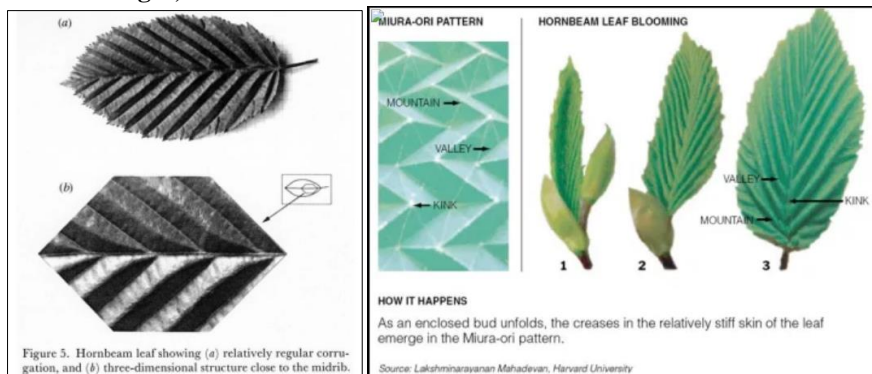 (a)
(b)
Figure 5. Hornbeam leaf showing (a) relatively regular corru-
gation, and (b) three-dimensional structure close to the midrib.
MIURA-ORI PATTERN
MOUNTAIN
VALLEY
KINK
HORNBEAM LEAF BLOOMING
VALLEY
KINK
MOUNTAIN
1
2
3
HOW IT HAPPENS
As an enclosed bud unfolds, the creases in the relatively stiff skin of the leaf
emerge in the Miura-ori pattern.
Source: Lakshminarayanan Mahadevan, Harvard University